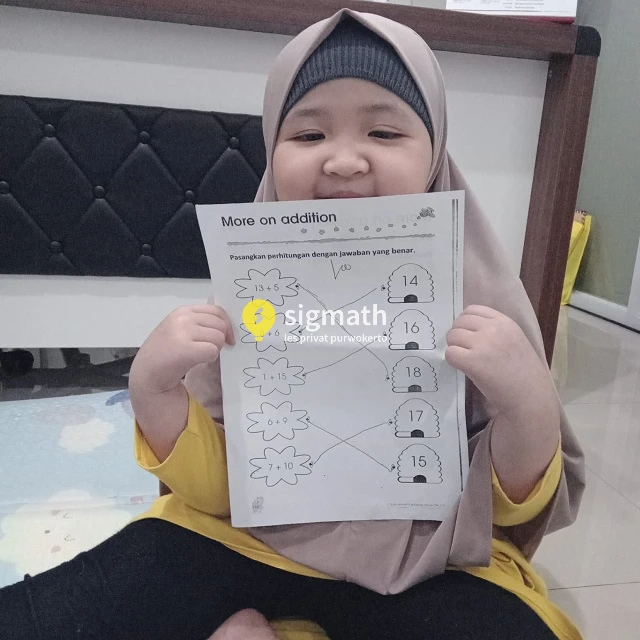 More on addition
Pasangkan perhitungan dengan jawaban yang benar.
13 + 5
14
sigmath
les privat purwokerto
+ 6
16
1 + 15
18
6 + 9
17
7 + 10
15